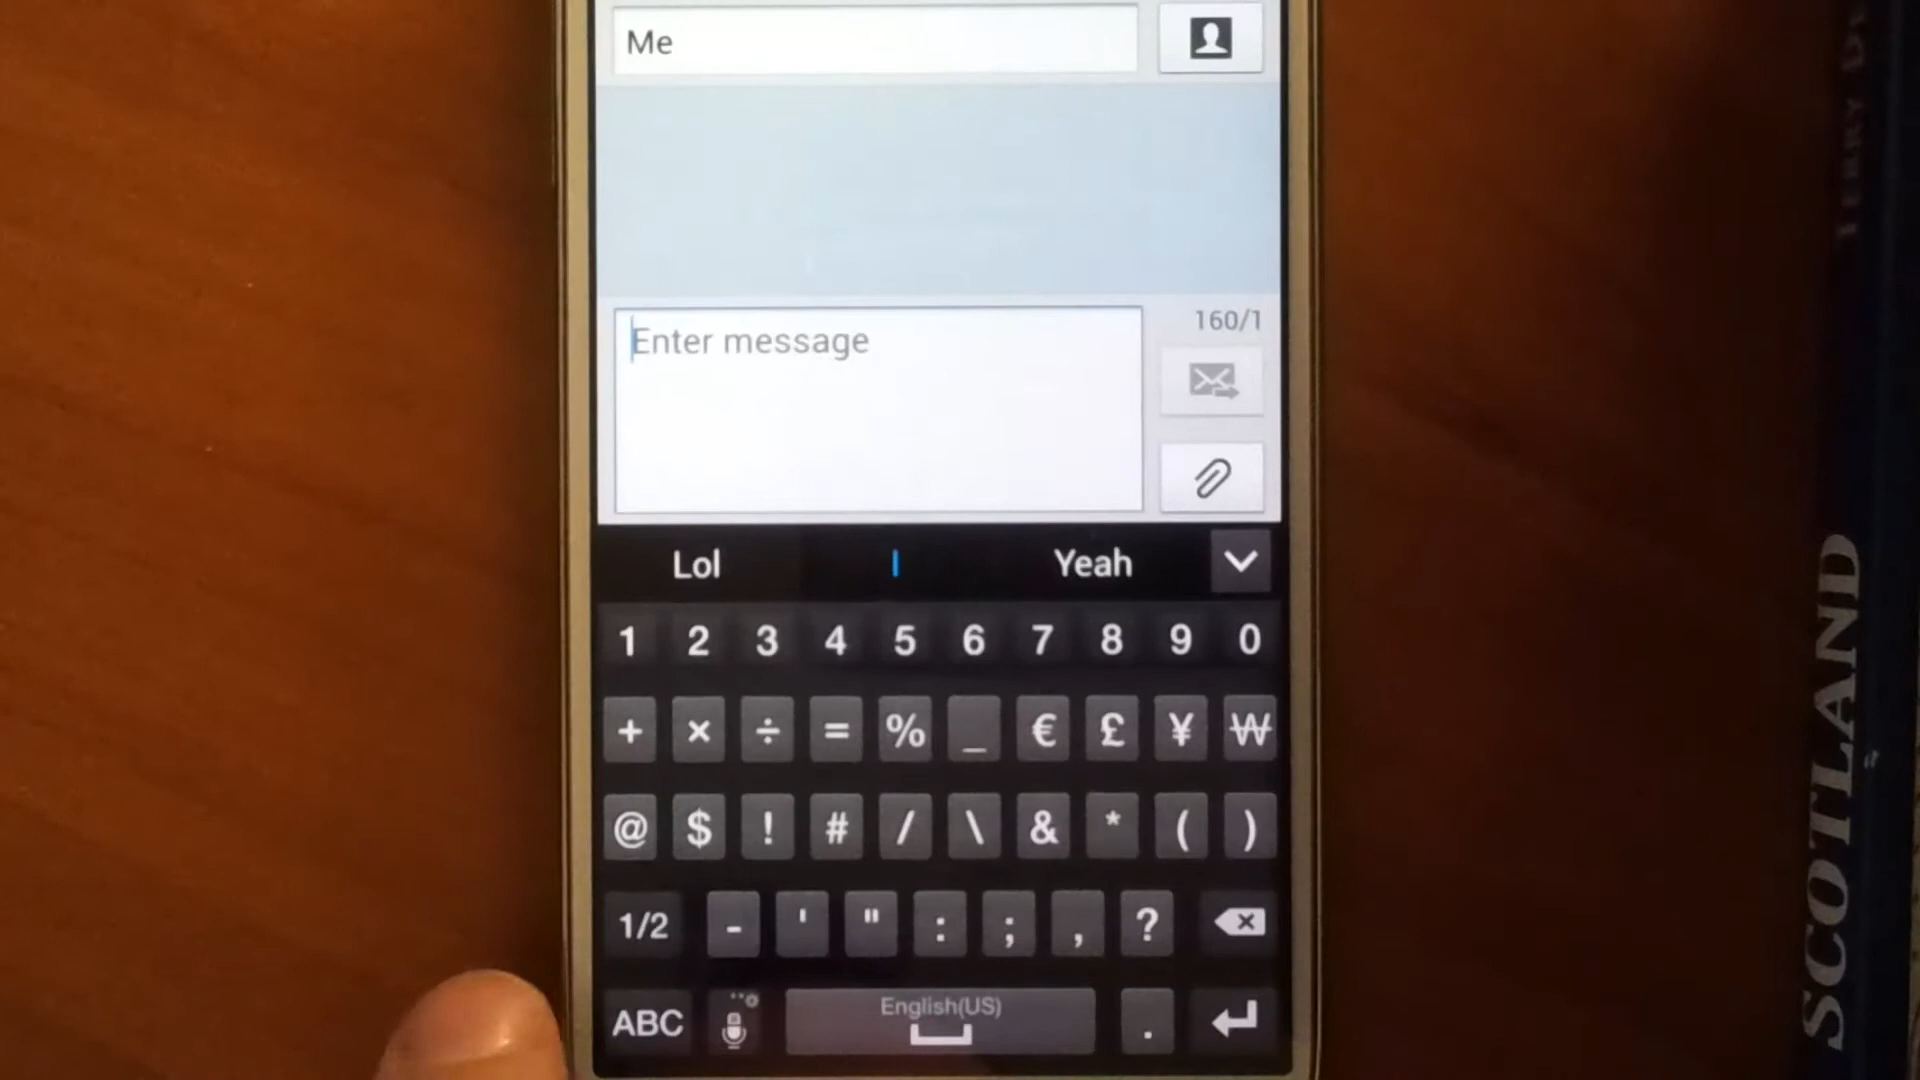 Me
Enter message
160/1
Lol I Yeah
1 2 3 4 5 6 7 8 9 0
+ × ÷ = % _ € £ ¥ ₩
@ $ ! # / \ & * ( )
1/2 - ' " : ; , ?
ABC English(US) .
SCOTLAND